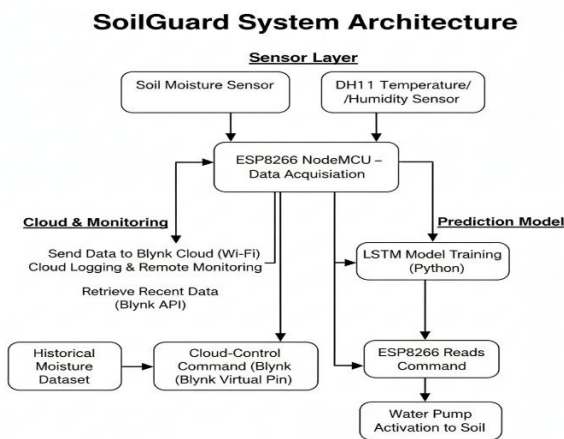 SoilGuard System Architecture
Sensor Layer
Soil Moisture Sensor
DH11 Temperature/
/Humidity Sensor
ESP8266 NodeMCU –
Data Acquisiation
Cloud & Monitoring
Prediction Model
Send Data to Blynk Cloud (Wi-Fi)
Cloud Logging & Remote Monitoring
LSTM Model Training
(Python)
Retrieve Recent Data
(Blynk API)
Historical
Moisture
Dataset
Cloud-Control
Command (Blynk
(Blynk Virtual Pin)
ESP8266 Reads
Command
Water Pump
Activation to Soil